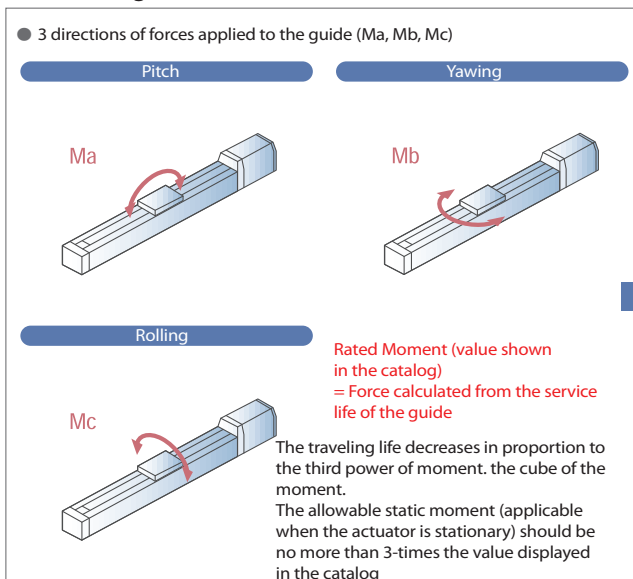 ● 3 directions of forces applied to the guide (Ma, Mb, Mc)
Pitch
Yawing
Ma
Mb
Rolling
Mc
Rated Moment (value shown
in the catalog)
= Force calculated from the service
life of the guide
The traveling life decreases in proportion to
the third power of moment. the cube of the
moment.
The allowable static moment (applicable
when the actuator is stationary) should be
no more than 3-times the value displayed
in the catalog